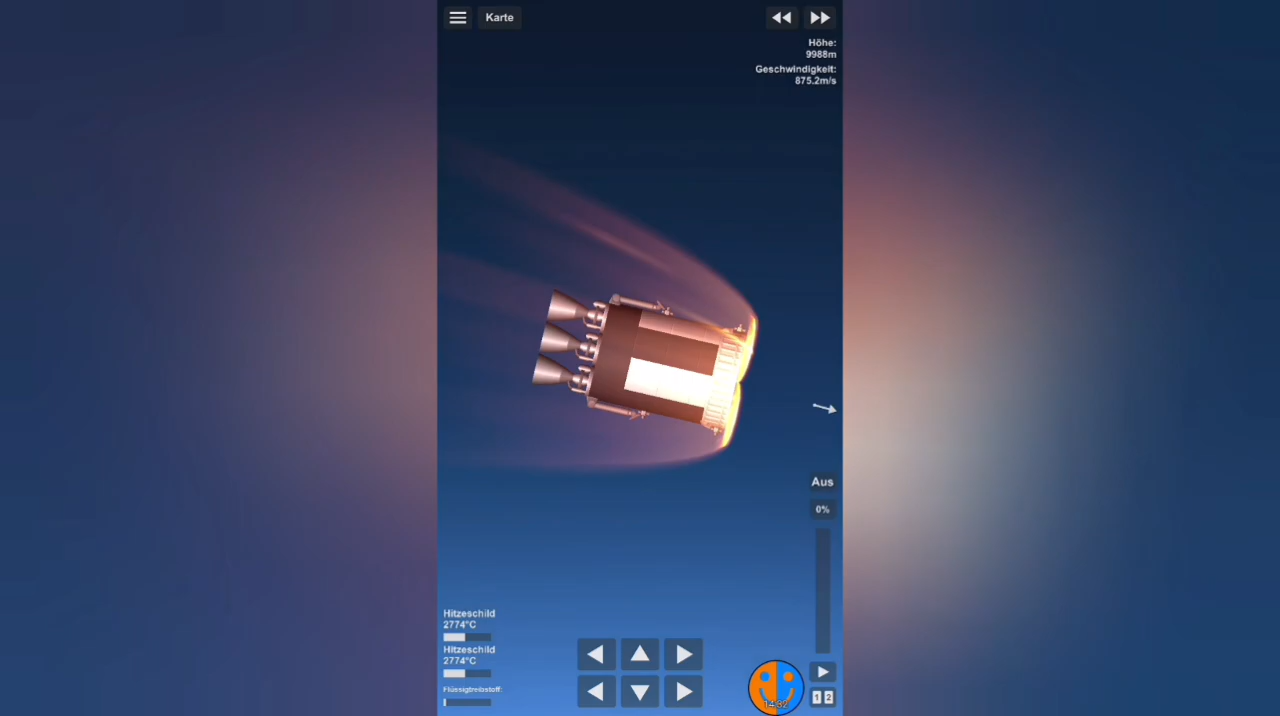 Karte
Höhe:
9988m
Geschwindigkeit:
875.2m/s
Aus
0%
Hitzeschild
2774°C
Hitzeschild
2774°C
Flüssigtreibstoff:
1 2